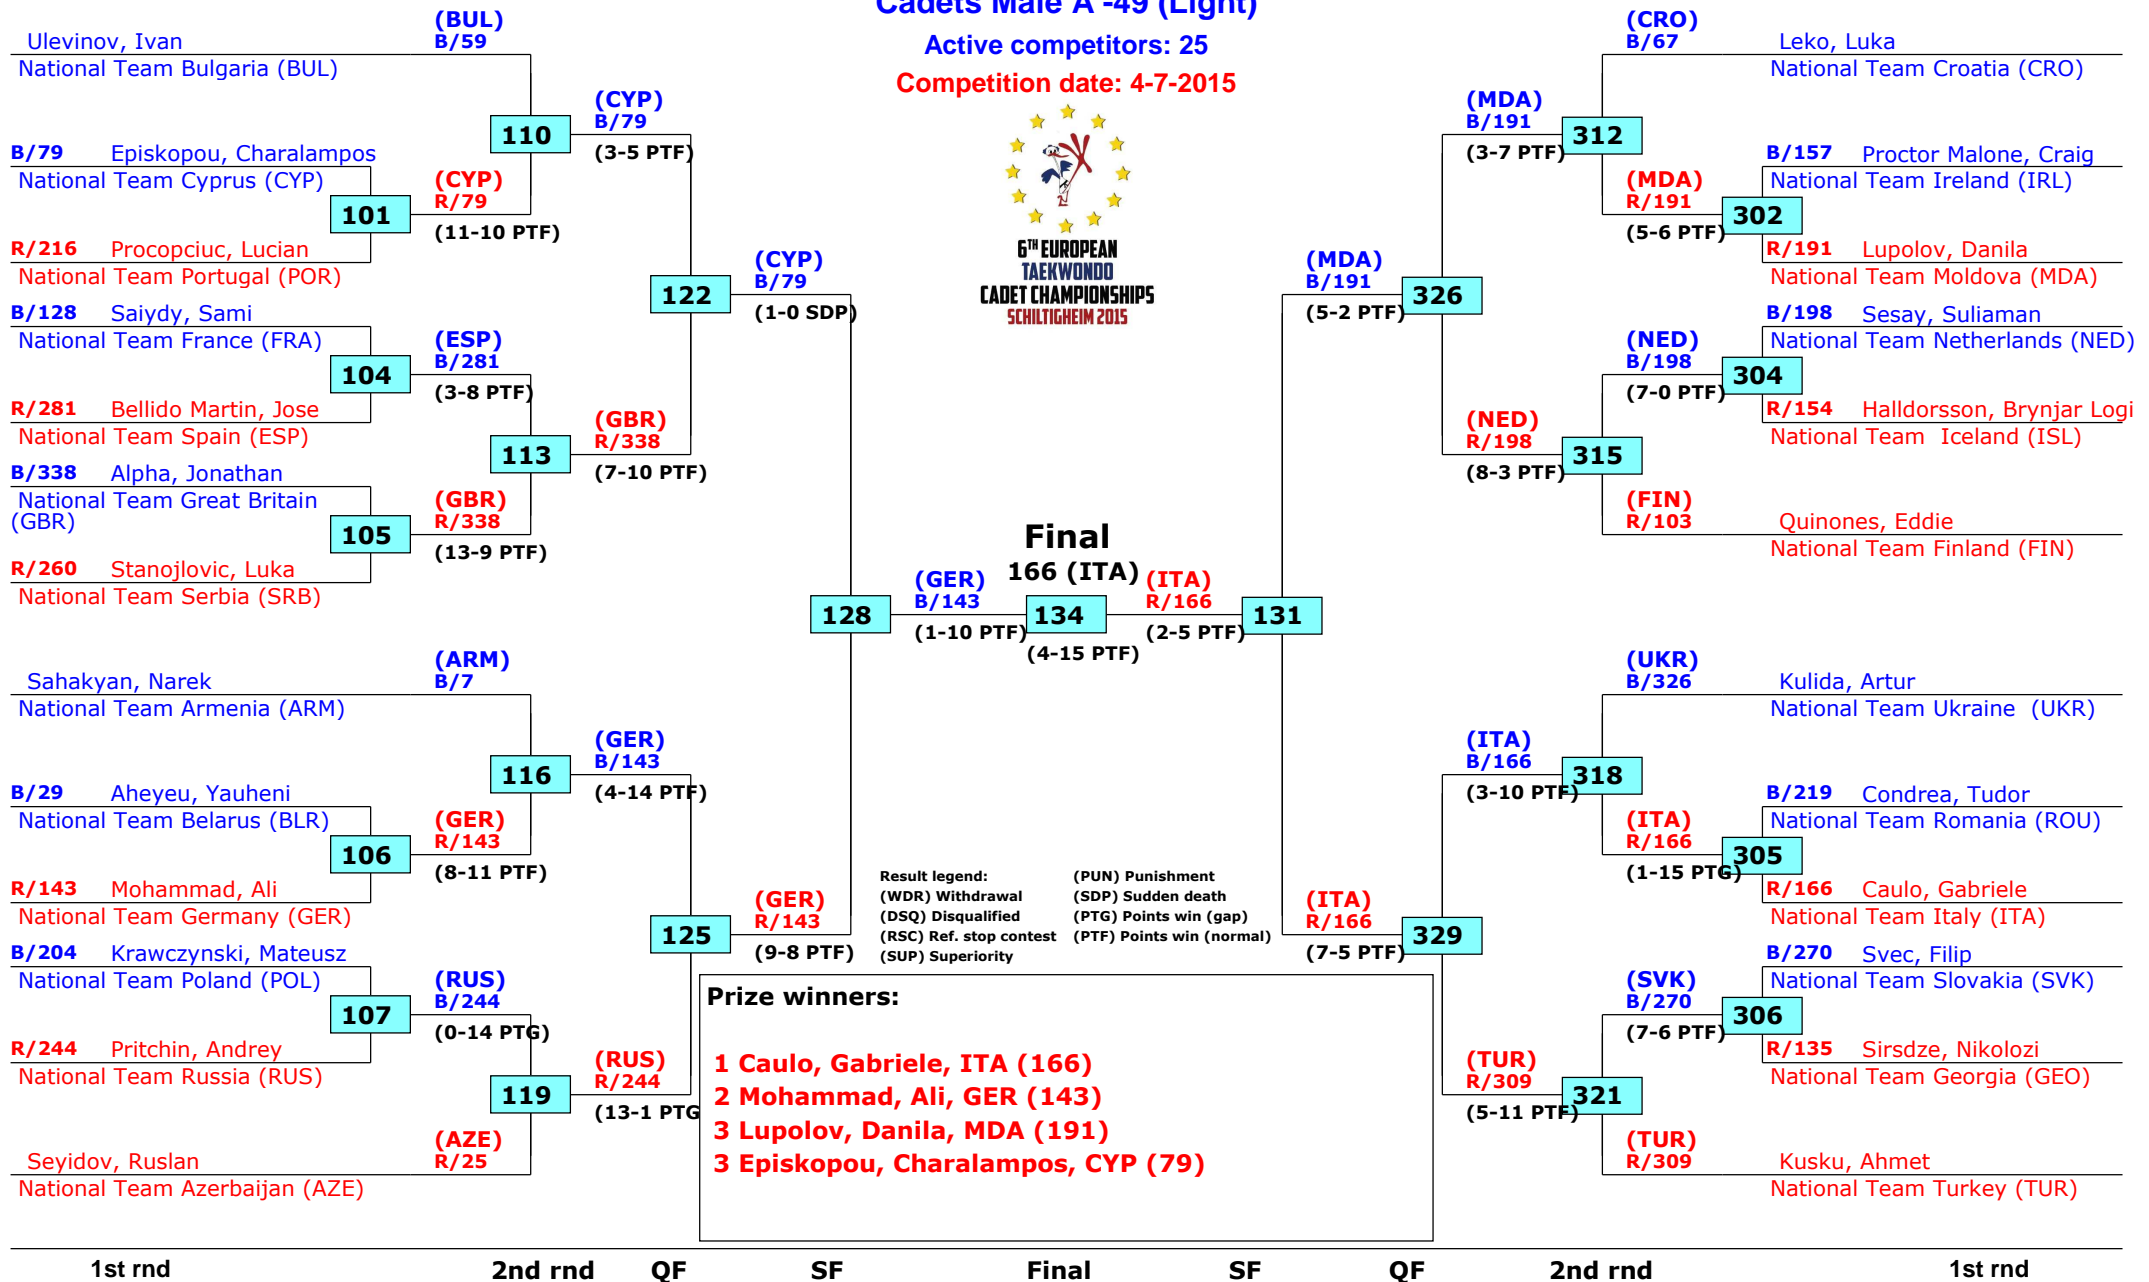 Cadets Male A -49 (Light)
Active competitors: 25
Competition date: 4-7-2015
6TH EUROPEAN
TAEKWONDO
CADET CHAMPIONSHIPS
SCHILTIGHEIM 2015
Ulevinov, Ivan
National Team Bulgaria (BUL)
(BUL)
B/59
B/79 Episkopou, Charalampos
National Team Cyprus (CYP)
101
R/216 Procopciuc, Lucian
National Team Portugal (POR)
(CYP)
R/79
(11-10 PTF)
110
(CYP)
B/79
(3-5 PTF)
B/128 Saiydy, Sami
National Team France (FRA)
104
R/281 Bellido Martin, Jose
National Team Spain (ESP)
(ESP)
B/281
(3-8 PTF)
B/338 Alpha, Jonathan
National Team Great Britain
(GBR)
105
R/260 Stanojlovic, Luka
National Team Serbia (SRB)
(GBR)
R/338
(13-9 PTF)
113
(GBR)
R/338
(7-10 PTF)
122
(CYP)
B/79
(1-0 SDP)
Sahakyan, Narek
National Team Armenia (ARM)
(ARM)
B/7
B/29 Aheyeu, Yauheni
National Team Belarus (BLR)
106
R/143 Mohammad, Ali
National Team Germany (GER)
(GER)
R/143
(8-11 PTF)
116
(GER)
B/143
(4-14 PTF)
B/204 Krawczynski, Mateusz
National Team Poland (POL)
107
R/244 Pritchin, Andrey
National Team Russia (RUS)
(RUS)
B/244
(0-14 PTG)
Seyidov, Ruslan
National Team Azerbaijan (AZE)
(AZE)
R/25
119
(RUS)
R/244
(13-1 PTG
125
(GER)
R/143
(9-8 PTF)
128
(GER)
B/143
(1-10 PTF)
Final
166 (ITA)
134
(4-15 PTF)
(ITA)
R/166
(2-5 PTF)
131
(CRO)
B/67
Leko, Luka
National Team Croatia (CRO)
B/157 Proctor Malone, Craig
National Team Ireland (IRL)
302
R/191 Lupolov, Danila
National Team Moldova (MDA)
(MDA)
R/191
(5-6 PTF)
312
(MDA)
B/191
(3-7 PTF)
B/198 Sesay, Suliaman
National Team Netherlands (NED)
304
R/154 Halldorsson, Brynjar Logi
National Team  Iceland (ISL)
(NED)
B/198
(7-0 PTF)
(FIN)
R/103
Quinones, Eddie
National Team Finland (FIN)
315
(NED)
R/198
(8-3 PTF)
326
(MDA)
B/191
(5-2 PTF)
(UKR)
B/326
Kulida, Artur
National Team Ukraine  (UKR)
B/219 Condrea, Tudor
National Team Romania (ROU)
305
R/166 Caulo, Gabriele
National Team Italy (ITA)
(ITA)
R/166
(1-15 PTG)
318
(ITA)
B/166
(3-10 PTF)
B/270 Svec, Filip
National Team Slovakia (SVK)
306
R/135 Sirsdze, Nikolozi
National Team Georgia (GEO)
(SVK)
B/270
(7-6 PTF)
(TUR)
R/309
Kusku, Ahmet
National Team Turkey (TUR)
321
(TUR)
R/309
(5-11 PTF)
329
(ITA)
R/166
(7-5 PTF)
Result legend: (PUN) Punishment
(WDR) Withdrawal (SDP) Sudden death
(DSQ) Disqualified (PTG) Points win (gap)
(RSC) Ref. stop contest (PTF) Points win (normal)
(SUP) Superiority
Prize winners:
1 Caulo, Gabriele, ITA (166)
2 Mohammad, Ali, GER (143)
3 Lupolov, Danila, MDA (191)
3 Episkopou, Charalampos, CYP (79)
1st rnd 2nd rnd QF SF Final SF QF 2nd rnd 1st rnd